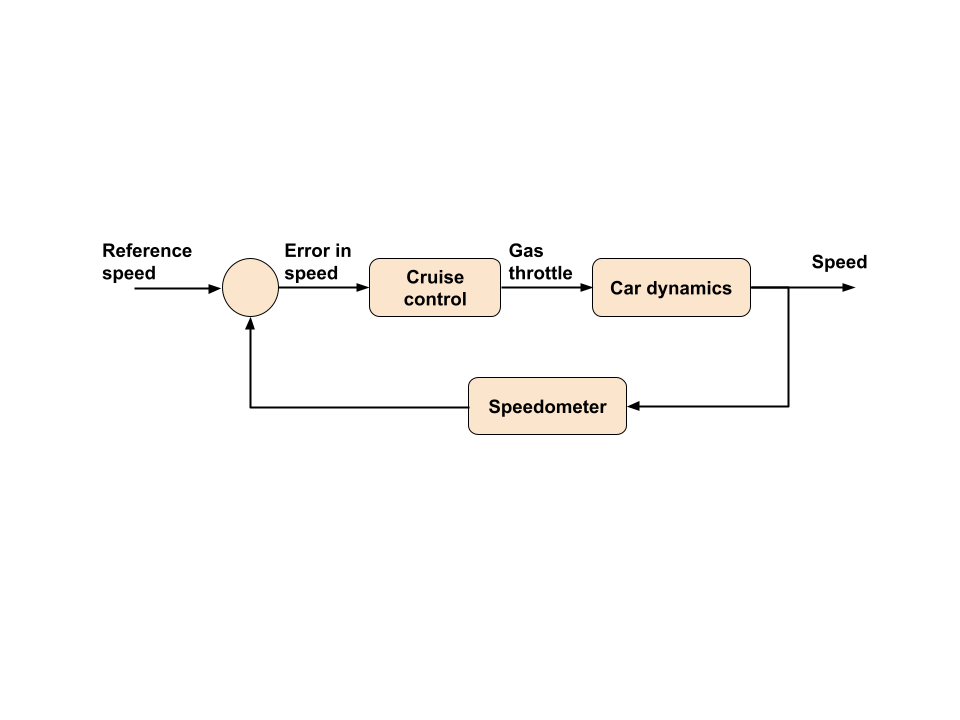 Reference
speed
Error in
speed
Cruise
control
Gas
throttle
Car dynamics
Speed
Speedometer